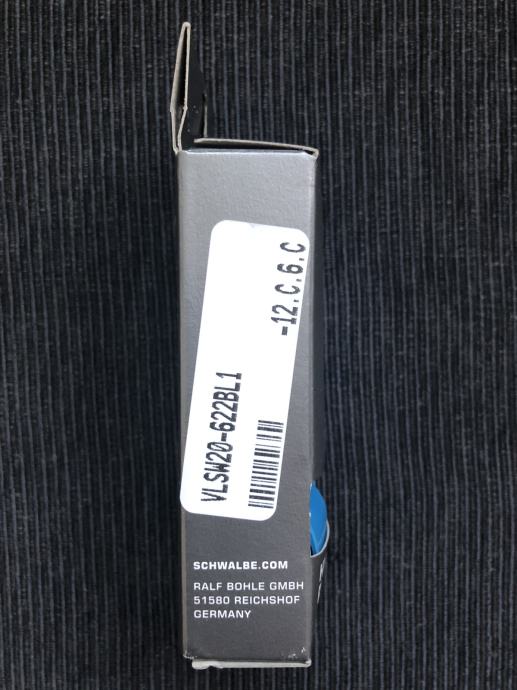 VLSW20-622BL1
-12.C.6.C
SCHWALBE.COM
RALF BOHLE GMBH
51580 REICHSHOF
GERMANY